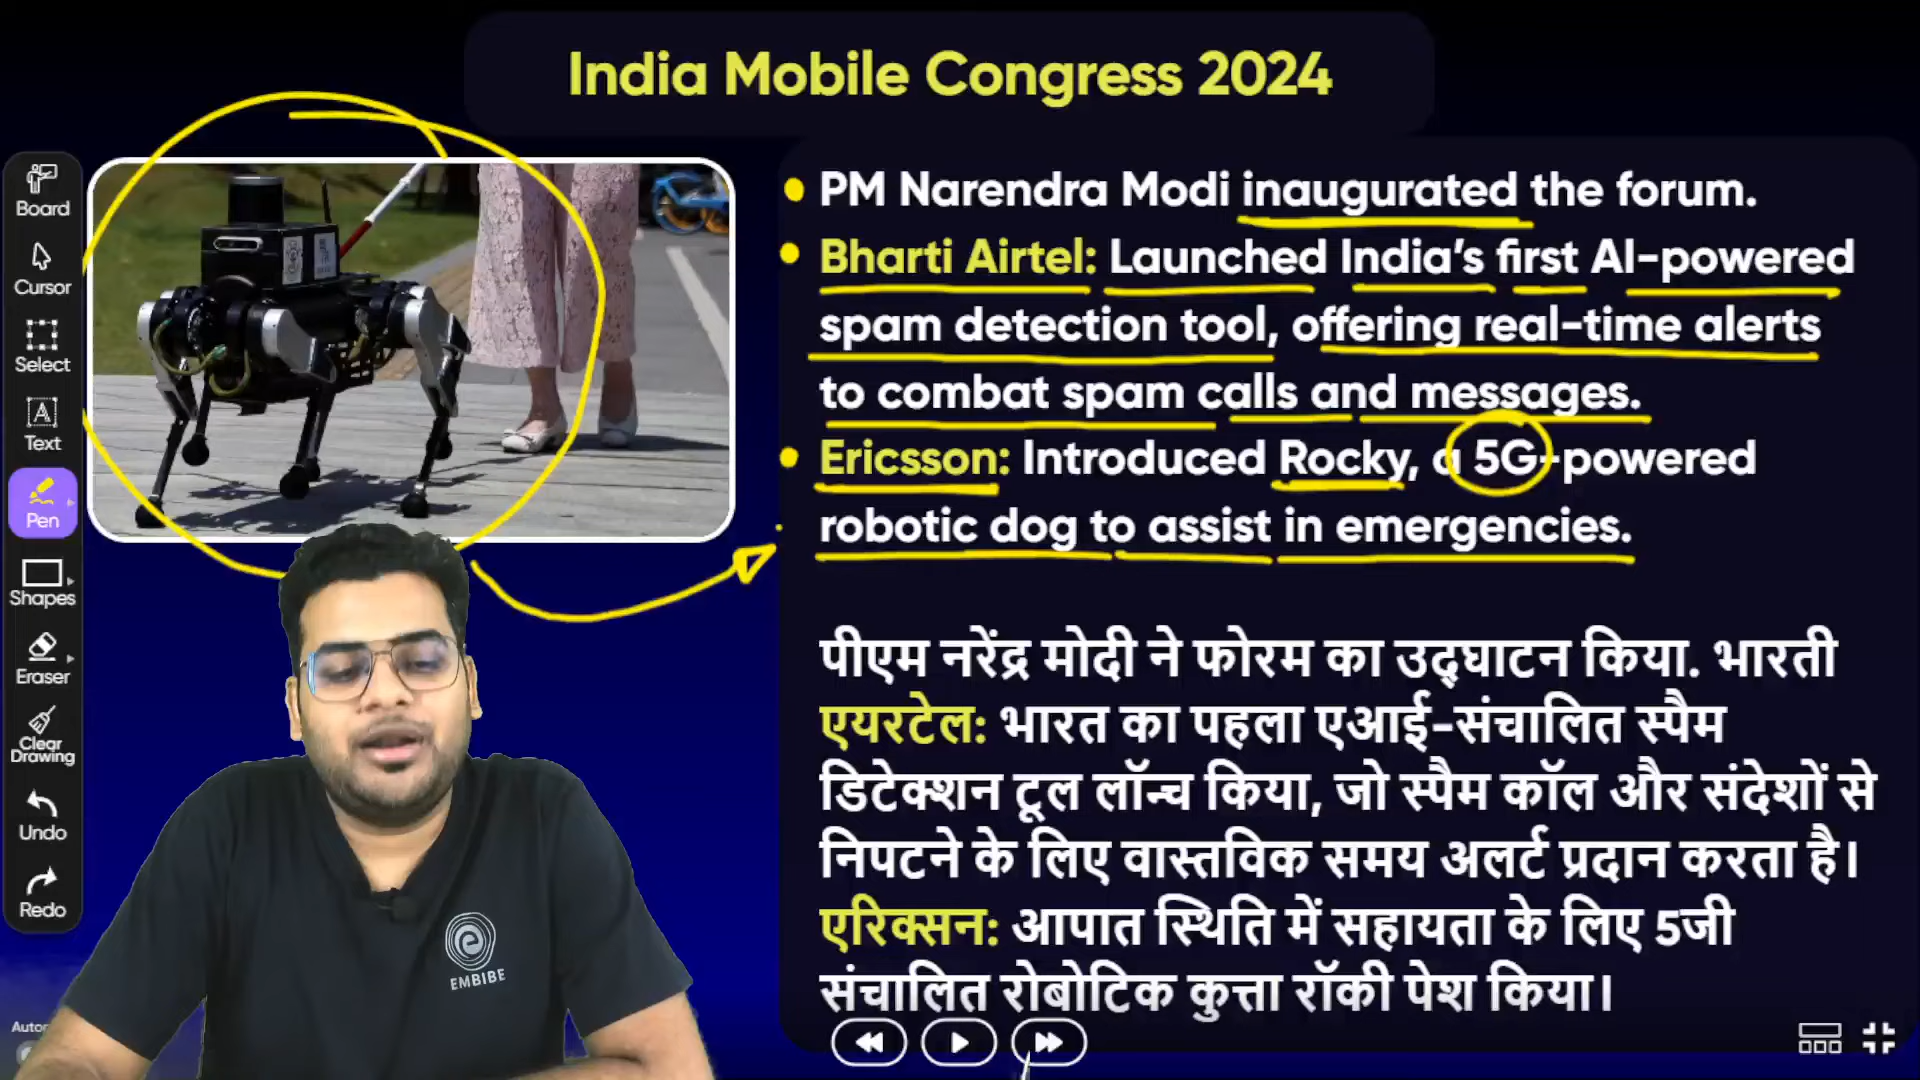 India Mobile Congress 2024
Board
Cursor
Select
Text
Pen
Shapes
Eraser
Clear
Drawing
Undo
Redo
PM Narendra Modi inaugurated the forum.
Bharti Airtel: Launched India's first AI-powered
spam detection tool, offering real-time alerts
to combat spam calls and messages.
Ericsson: Introduced Rocky, a 5G-powered
robotic dog to assist in emergencies.
पीएम नरेंद्र मोदी ने फोरम का उद्घाटन किया. भारती
एयरटेल: भारत का पहला एआई-संचालित स्पैम
डिटेक्शन टूल लॉन्च किया, जो स्पैम कॉल और संदेशों से
निपटने के लिए वास्तविक समय अलर्ट प्रदान करता है।
एरिक्सन: आपात स्थिति में सहायता के लिए 5जी
संचालित रोबोटिक कुत्ता रॉकी पेश किया।
EMBIBE